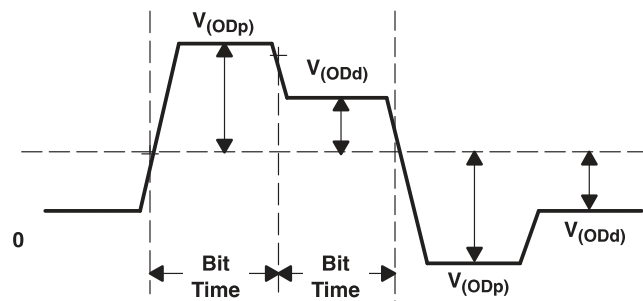 V(ODp)
V(ODd)
0
Bit
Time
Bit
Time
V(ODp)
V(ODd)